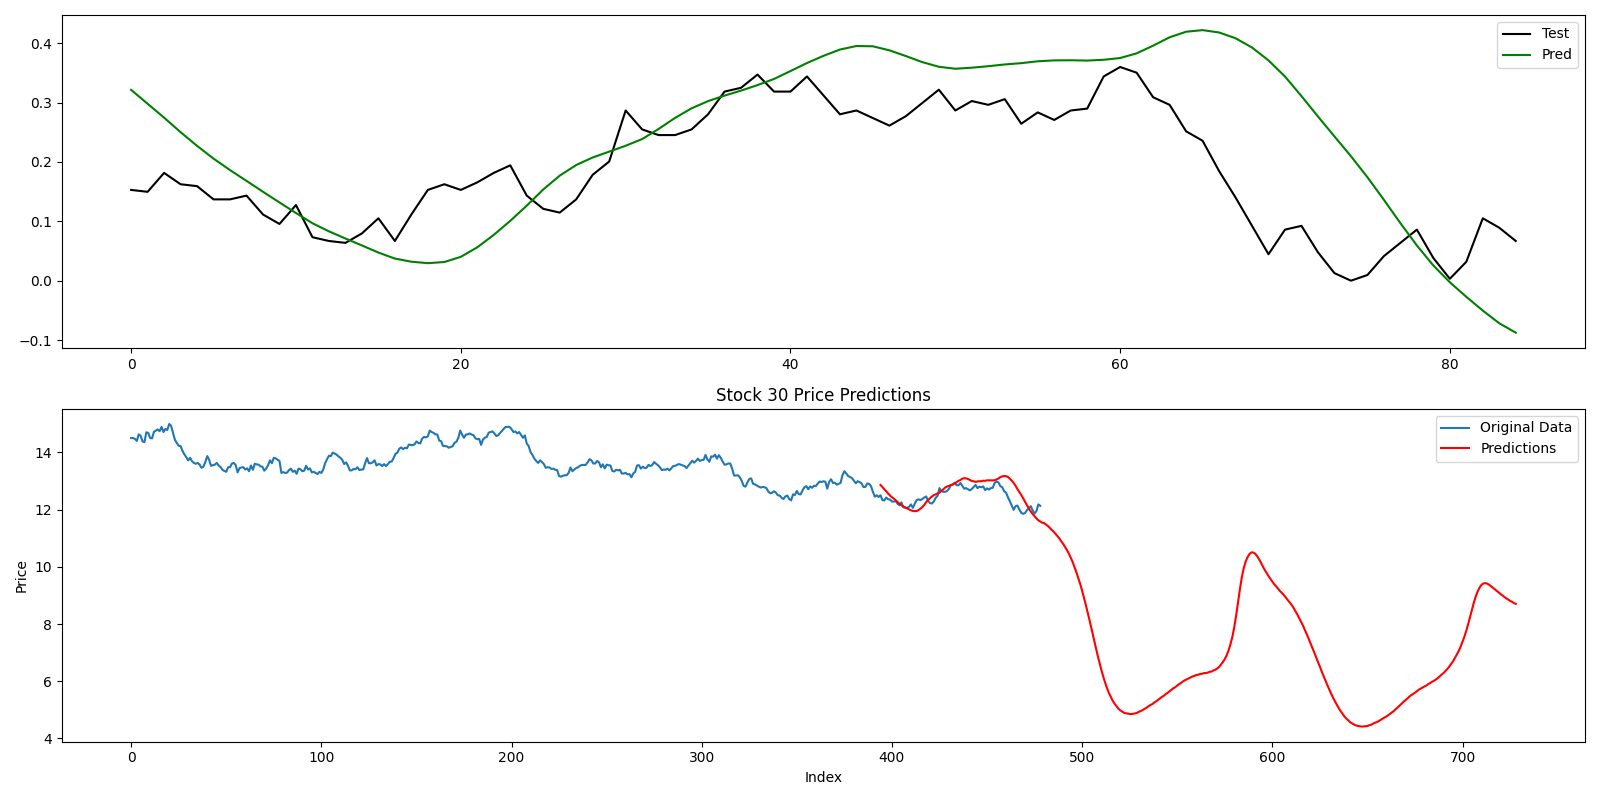 0.4
0.3
0.2
0.1
0.0
−0.1
Test
Pred
0 20 40 60 80
Stock 30 Price Predictions
Price
14
12
10
8
6
4
Original Data
Predictions
0 100 200 300 400 500 600 700
Index